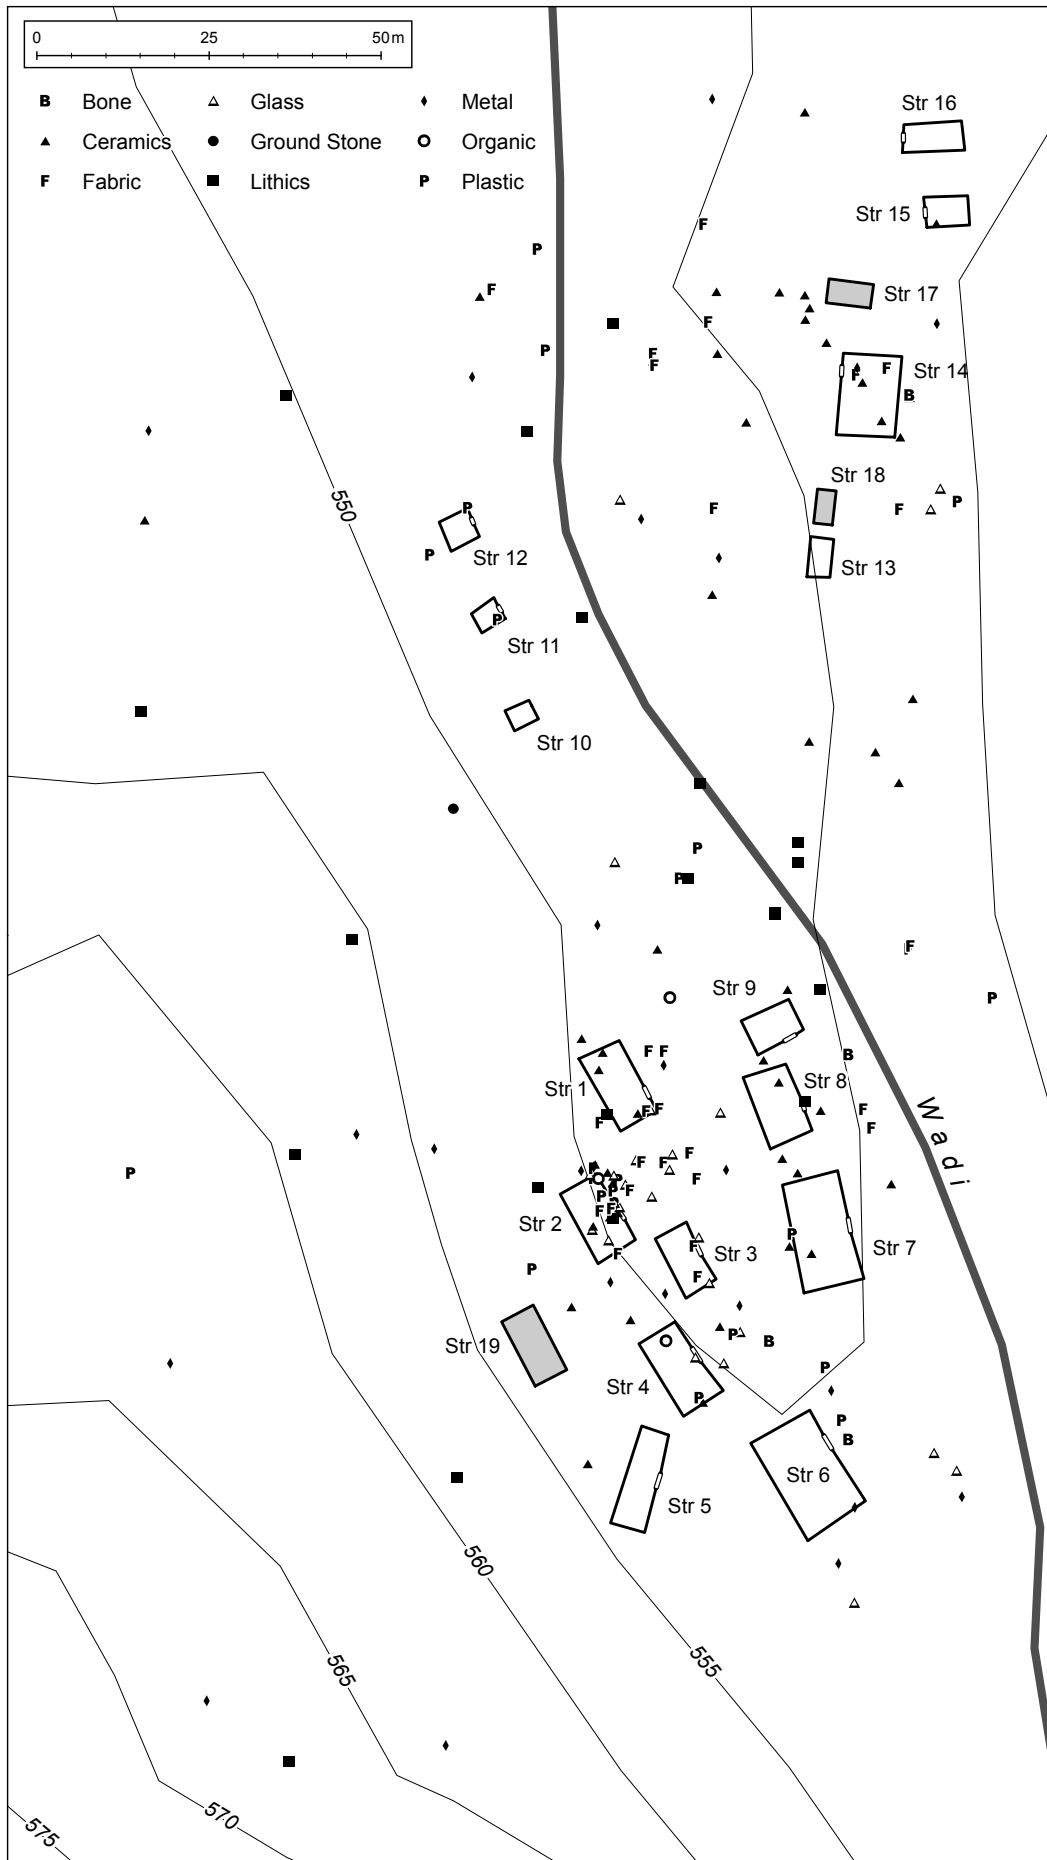 0 25 50 m
B Bone Glass Metal
Ceramics Ground Stone Organic
F Fabric Lithics P Plastic
Str 16
Str 15
F
P
F
Str 17
F
P
F
F
Str 14
F
F
B
Str 18
550
P
F
F
P
P
Str 12
Str 13
P
Str 11
Str 10
P
P
F
Str 9
P
F F
B
Str 8
Str 1
F F
F
F
F
Wadi
F F F
P
P
F
F
P
P
F F
Str 2
P
F
Str 3
Str 7
F
P
F
Str 19
P
B
P
Str 4
P
P
B
Str 6
Str 5
560
555
565
570
575